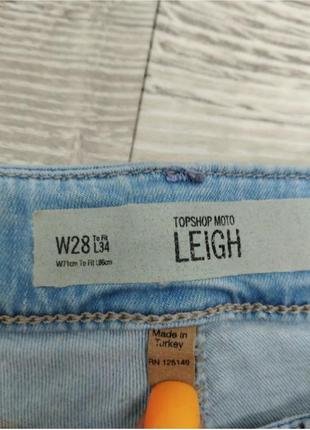 W28 To Fit L34
W71cm To Fit L86cm
TOPSHOP MOTO
LEIGH
Made in
Turkey
RN 125149